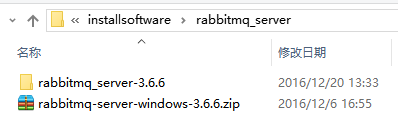 « installsoftware › rabbitmq_server
名称 修改日期
rabbitmq_server-3.6.6 2016/12/20 13:33
rabbitmq-server-windows-3.6.6.zip 2016/12/6 16:55